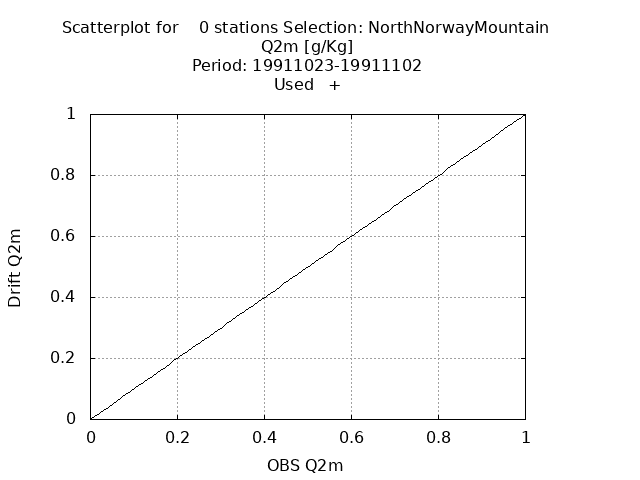 Scatterplot for    0 stations Selection: NorthNorwayMountain
Q2m [g/Kg]
Period: 19911023-19911102
Used   +
1
0.8
0.6
0.4
0.2
0
Drift Q2m
0 0.2 0.4 0.6 0.8 1
OBS Q2m